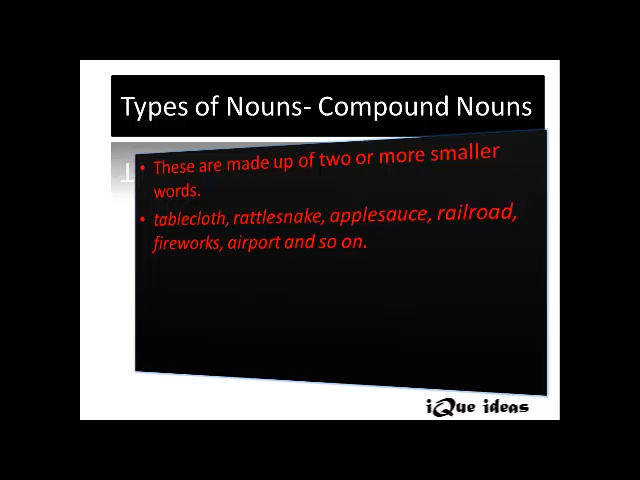 Types of Nouns- Compound Nouns
• These are made up of two or more smaller
words.
• tablecloth, rattlesnake, applesauce, railroad,
fireworks, airport and so on.
iQue ideas